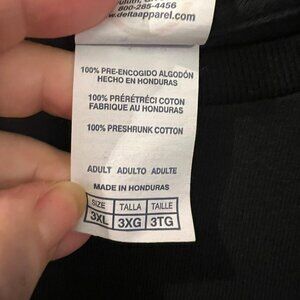 800-285-4456
www.deltaapparel.com
100% PRE-ENCOGIDO ALGODÓN
HECHO EN HONDURAS
100% PRÉRÉTRÉCI COTON
FABRIQUE AU HONDURAS
100% PRESHRUNK COTTON
ADULT ADULTO ADULTE
MADE IN HONDURAS
SIZE TALLA TAILLE
3XL 3XG 3TG